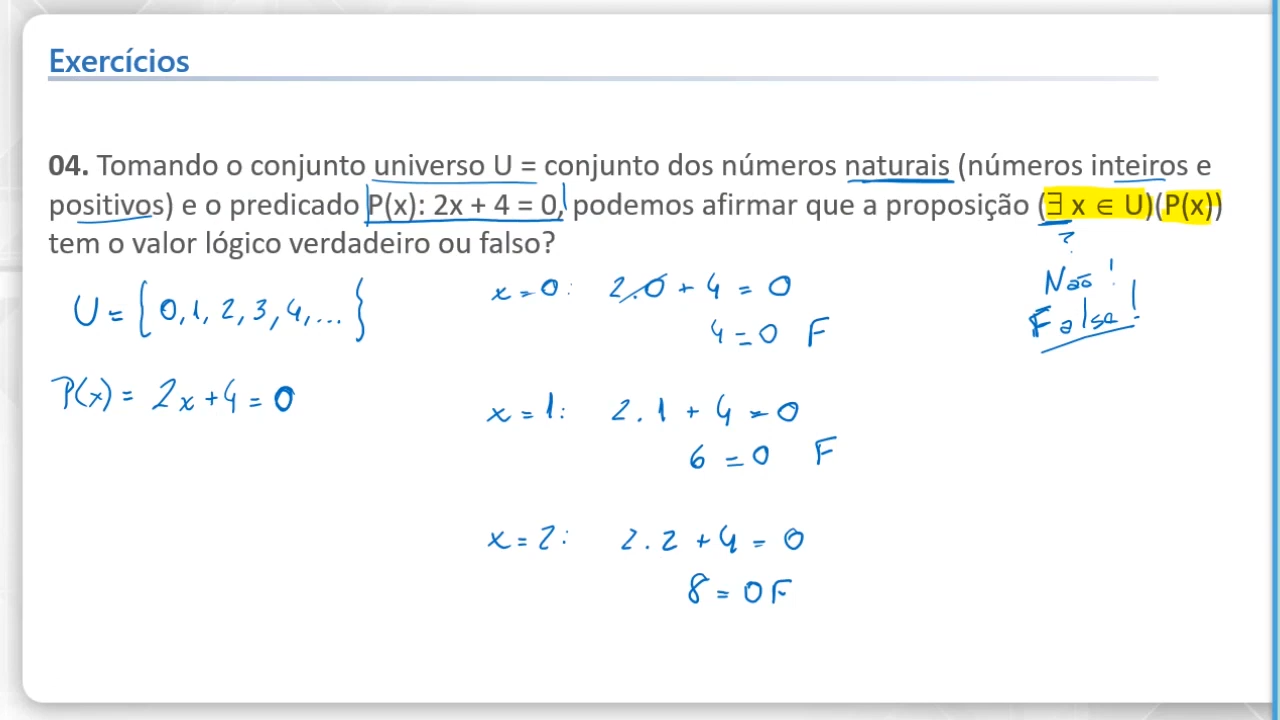 Exercícios
04. Tomando o conjunto universo U = conjunto dos números naturais (números inteiros e
positivos) e o predicado P(x): 2x + 4 = 0, podemos afirmar que a proposição (∃ x ∈ U)(P(x))
tem o valor lógico verdadeiro ou falso?
U = {0, 1, 2, 3, 4, ...}
P(x) = 2x + 4 = 0
x = 0: 2.0 + 4 = 0
4 = 0 F
x = 1: 2.1 + 4 = 0
6 = 0 F
x = 2: 2.2 + 4 = 0
8 = 0 F
?
Não!
Falsa!